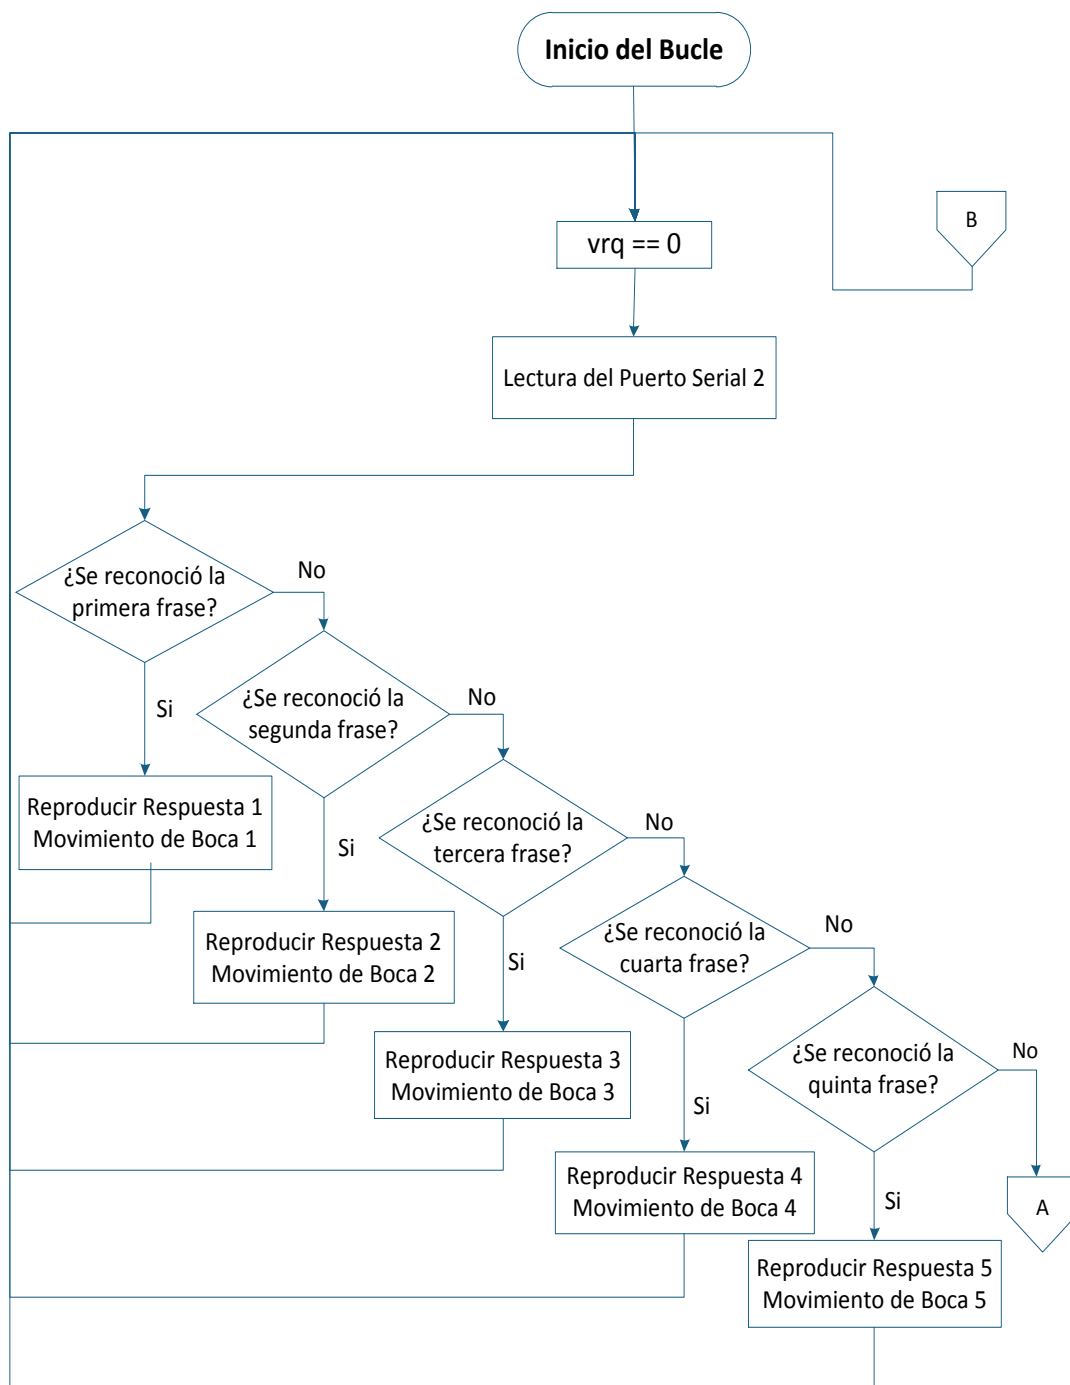 Inicio del Bucle
B
vrq == 0
Lectura del Puerto Serial 2
¿Se reconoció la
primera frase?
No
Si
¿Se reconoció la
segunda frase?
No
Si
Reproducir Respuesta 1
Movimiento de Boca 1
¿Se reconoció la
tercera frase?
No
Si
Reproducir Respuesta 2
Movimiento de Boca 2
¿Se reconoció la
cuarta frase?
No
Si
Reproducir Respuesta 3
Movimiento de Boca 3
¿Se reconoció la
quinta frase?
No
Si
Reproducir Respuesta 4
Movimiento de Boca 4
A
Reproducir Respuesta 5
Movimiento de Boca 5